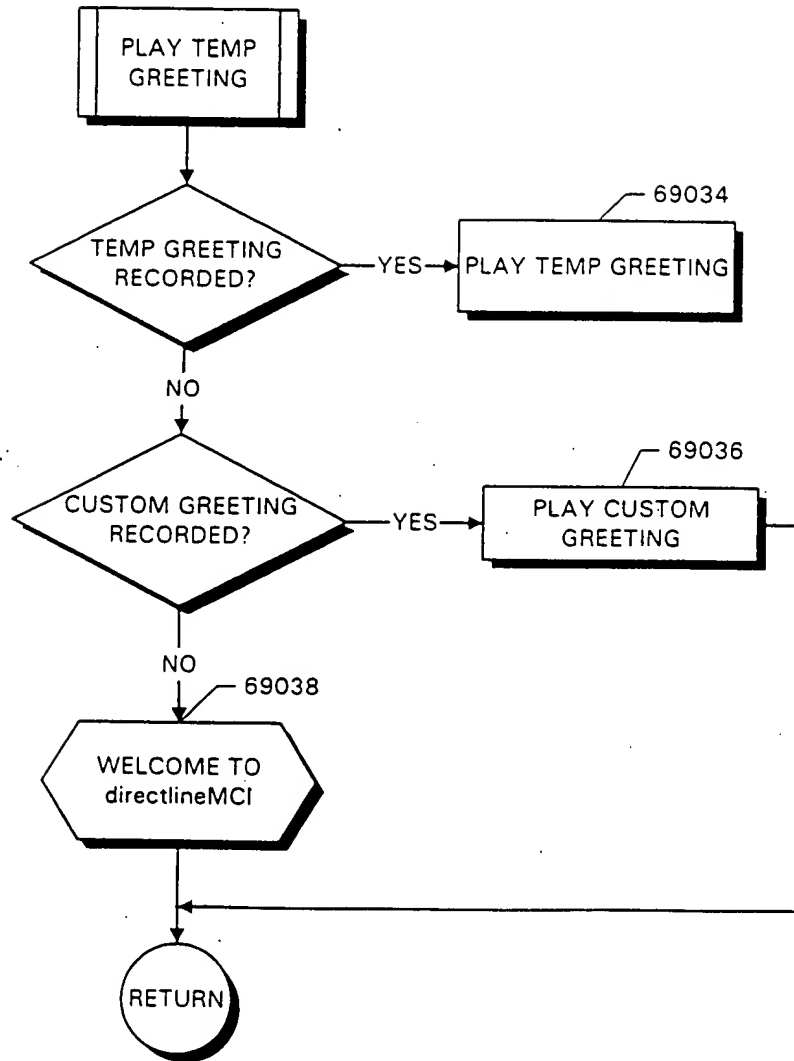 PLAY TEMP
GREETING
69034
TEMP GREETING
RECORDED?
YES
PLAY TEMP GREETING
NO
69036
CUSTOM GREETING
RECORDED?
YES
PLAY CUSTOM
GREETING
NO
69038
WELCOME TO
directlineMCI
RETURN